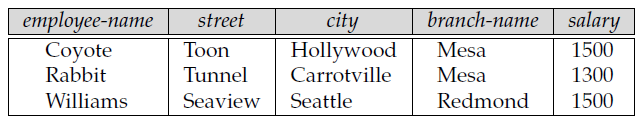 employee-name street city branch-name salary
Coyote Toon Hollywood Mesa 1500
Rabbit Tunnel Carrotville Mesa 1300
Williams Seaview Seattle Redmond 1500